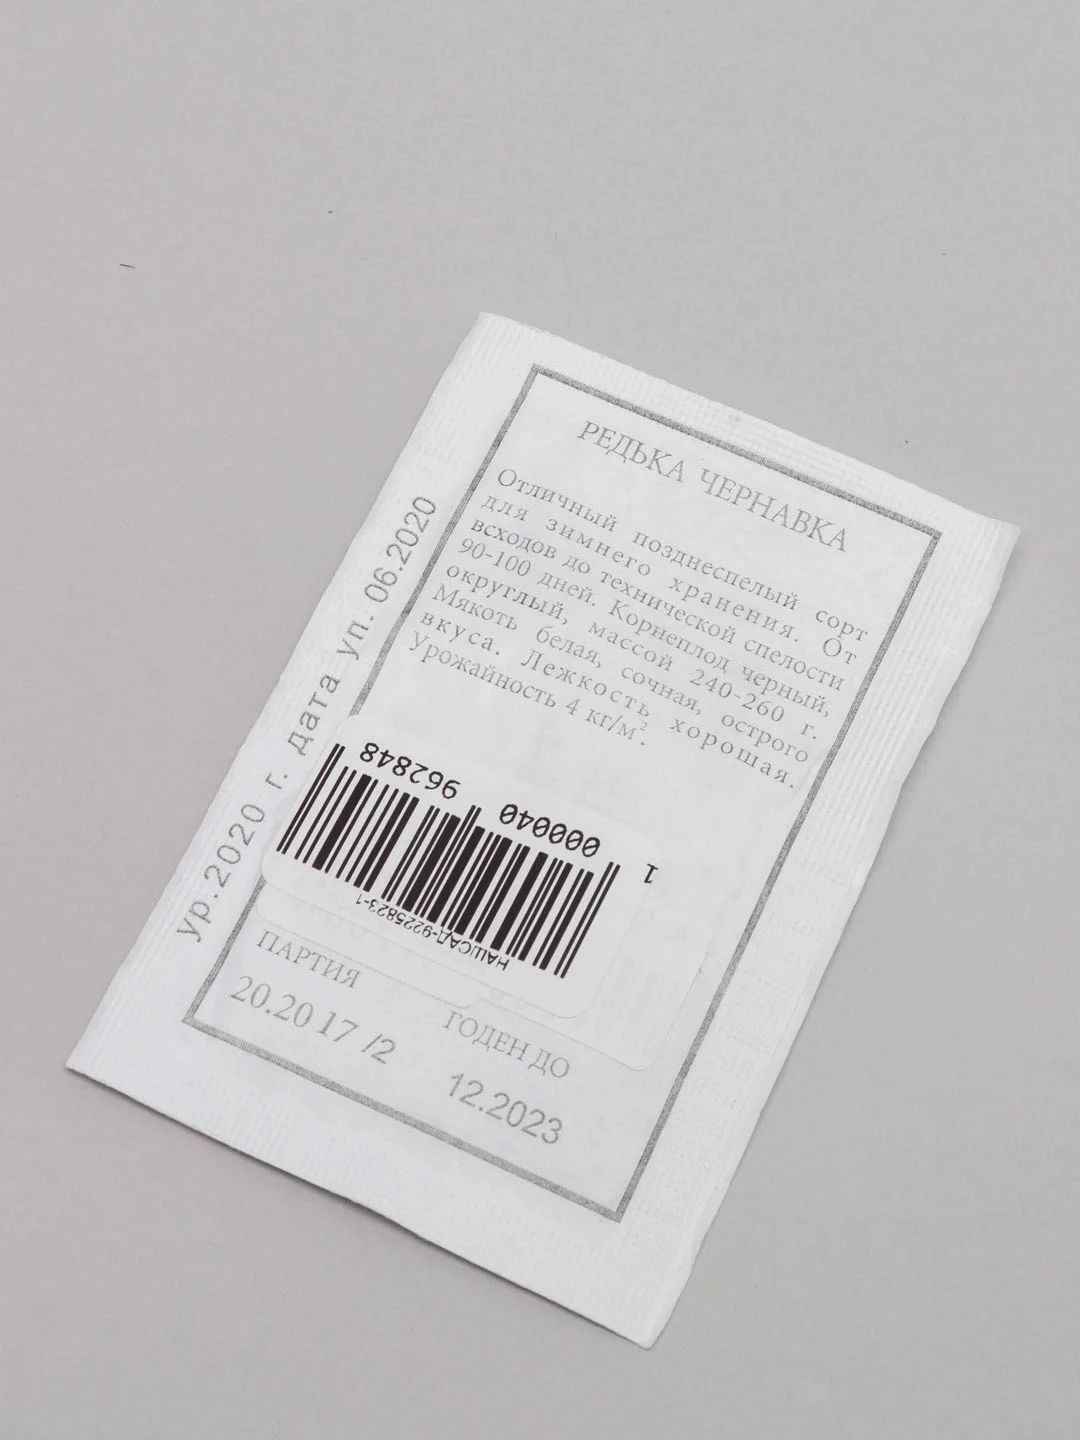 РЕДЬКА ЧЕРНАВКА
Отличный позднеспелый сорт
для зимнего хранения. От
всходов до технической спелости
90-100 дней. Корнеплод черный,
округлый, массой 240-260 г.
Мякоть белая, сочная, острого
вкуса. Лежкость хорошая.
Урожайность 4 кг/м².
ур.2020 г. дата уп. 06.2020
1 000040 962848
НАШСАД-9225823-1
ПАРТИЯ
20.20 17 /2
ГОДЕН ДО
12.2023